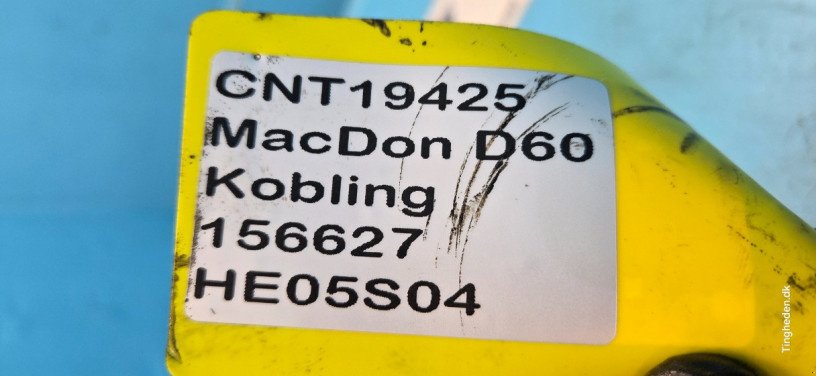 CNT19425
MacDon D60
Kobling
156627
HE05S04
Tingheden.dk